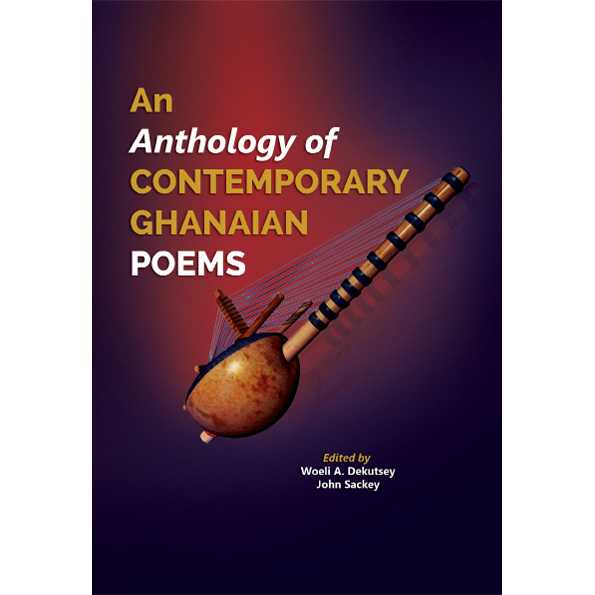 An
Anthology of
CONTEMPORARY
GHANAIAN
POEMS
Edited by
Woeli A. Dekutsey
John Sackey